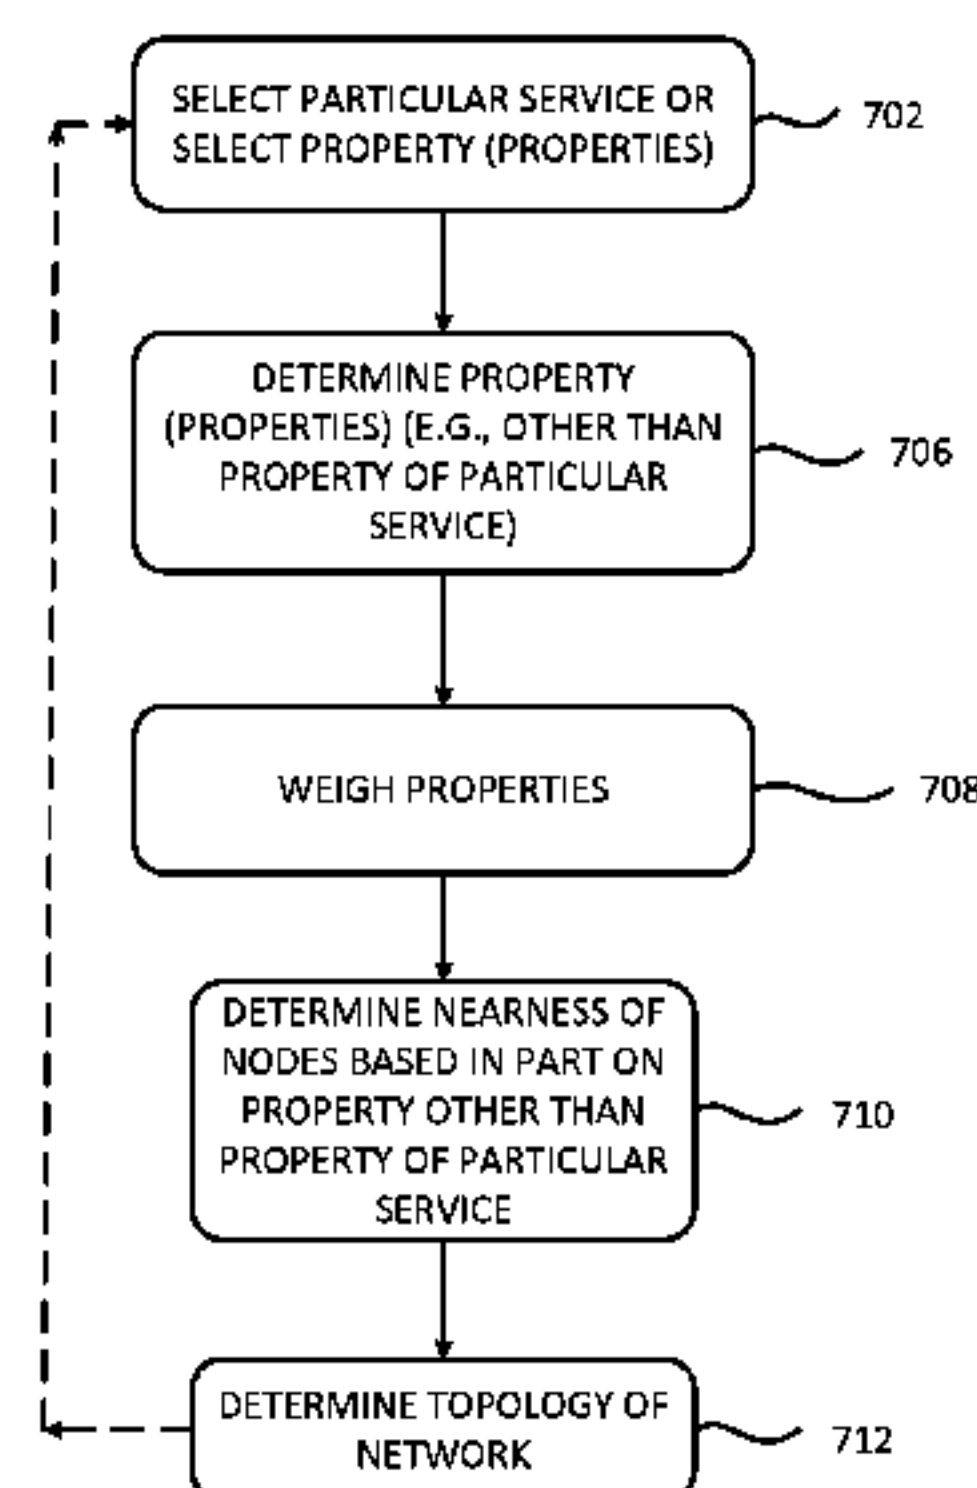 SELECT PARTICULAR SERVICE OR
SELECT PROPERTY (PROPERTIES)
702
DETERMINE PROPERTY
(PROPERTIES) (E.G., OTHER THAN
PROPERTY OF PARTICULAR
SERVICE)
706
WEIGH PROPERTIES
708
DETERMINE NEARNESS OF
NODES BASED IN PART ON
PROPERTY OTHER THAN
PROPERTY OF PARTICULAR
SERVICE
710
DETERMINE TOPOLOGY OF
NETWORK
712